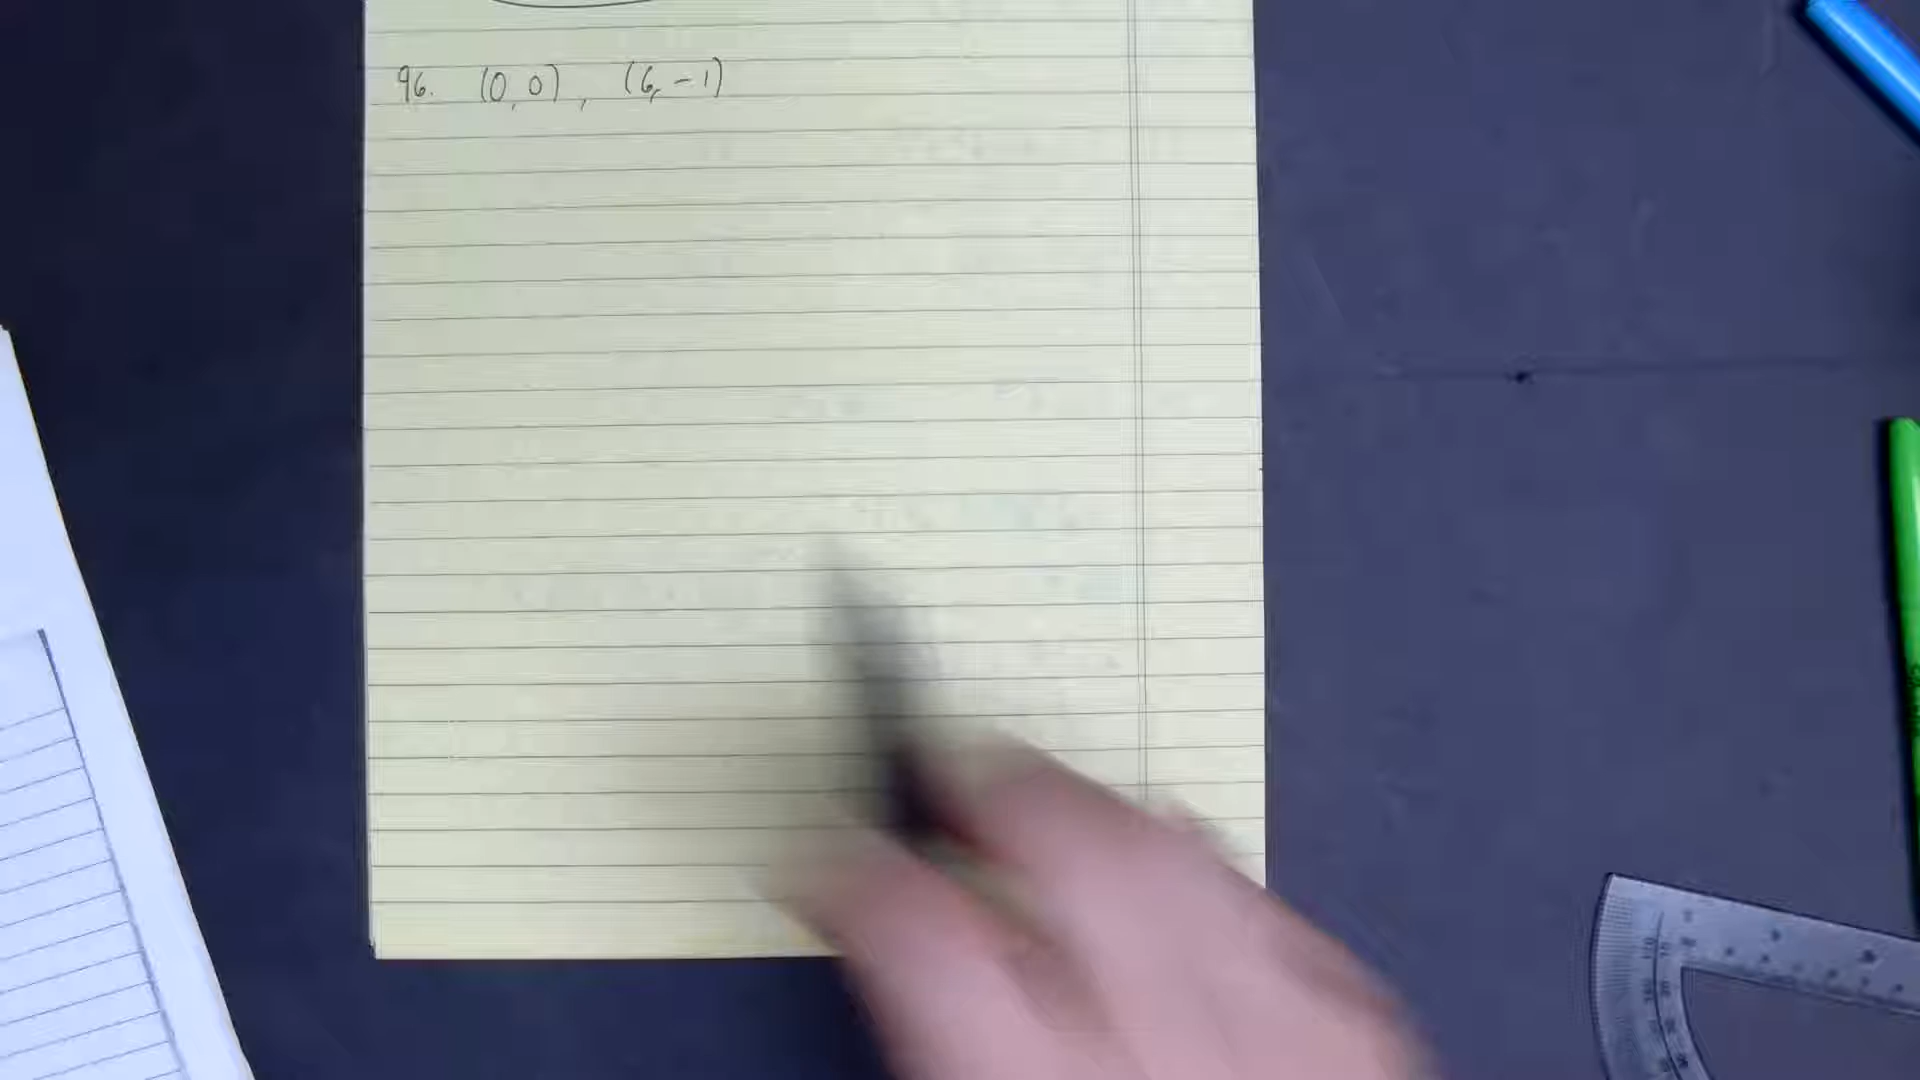 96. (0, 0), (6, -1)